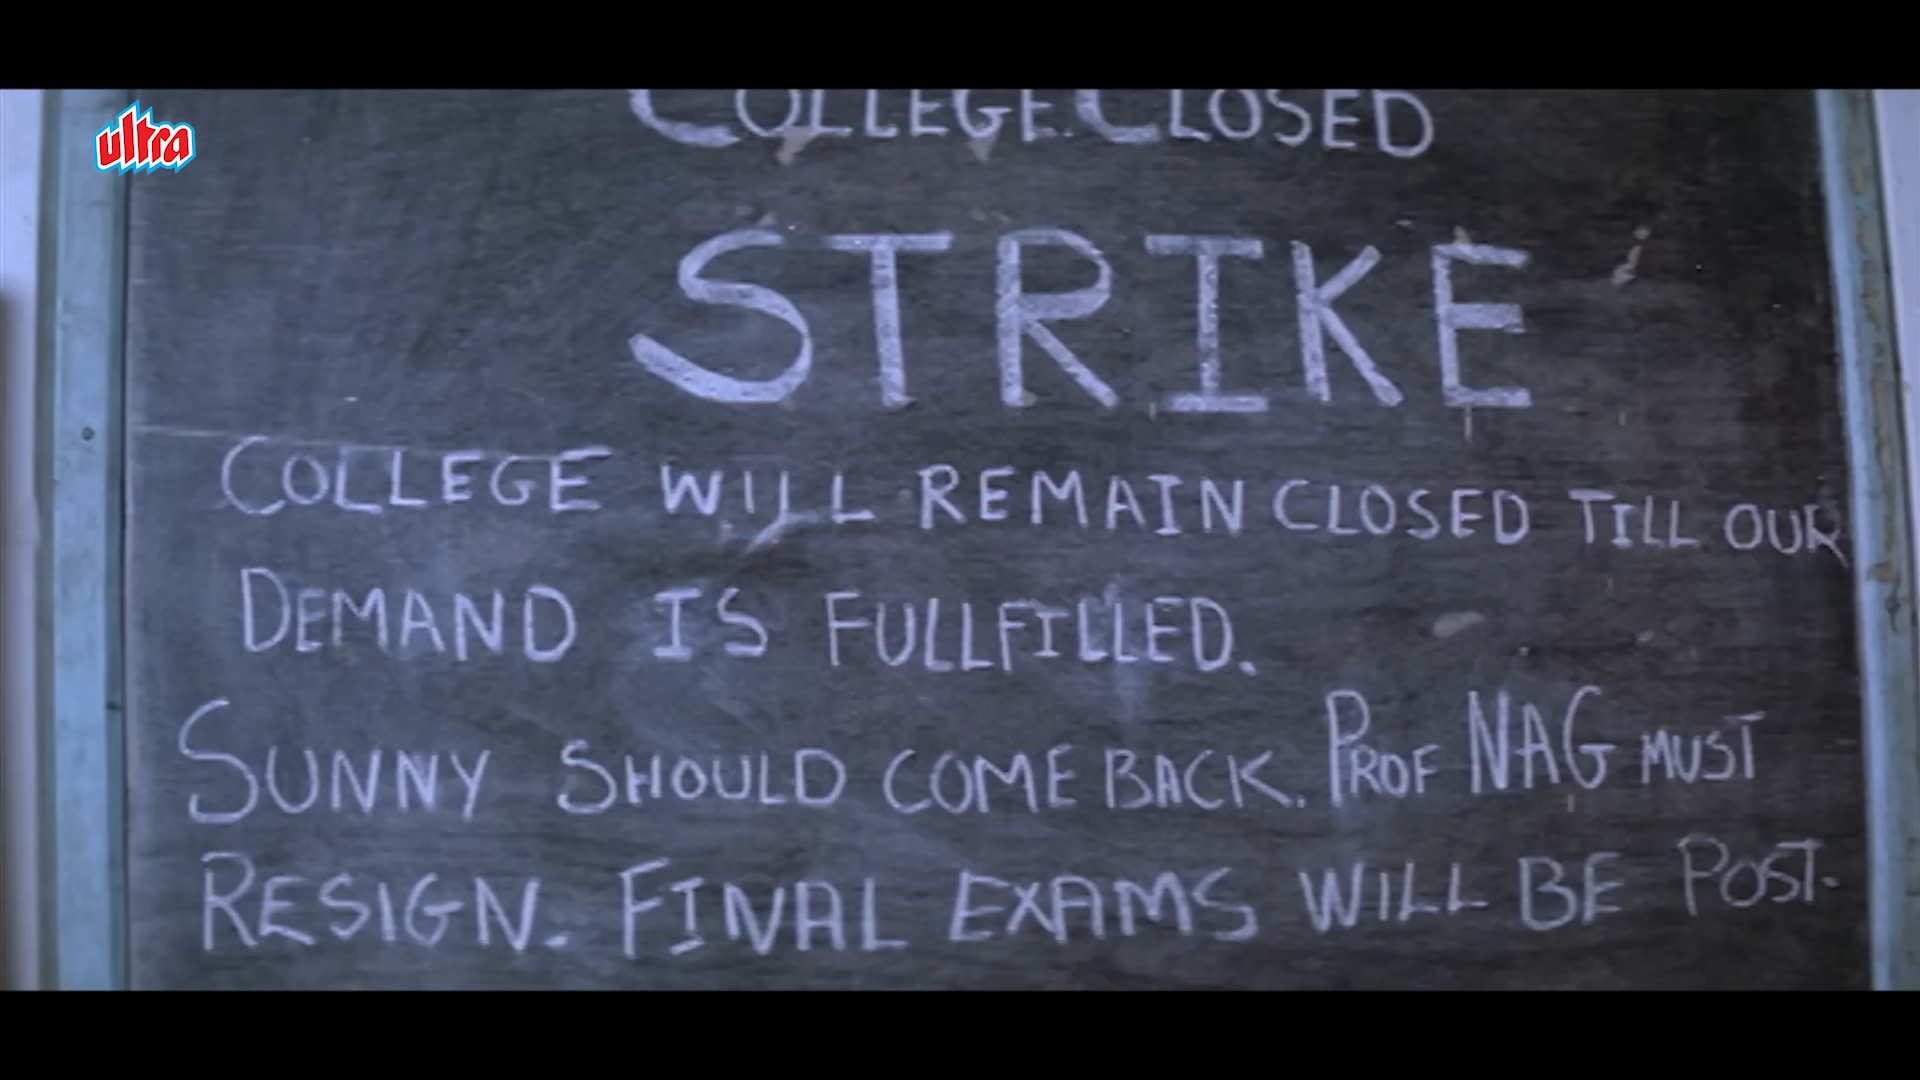 ultra
COLLEGE CLOSED
STRIKE
COLLEGE WILL REMAIN CLOSED TILL OUR
DEMAND IS FULLFILLED.
SUNNY SHOULD COME BACK. PROF NAG MUST
RESIGN. FINAL EXAMS WILL BE POST-